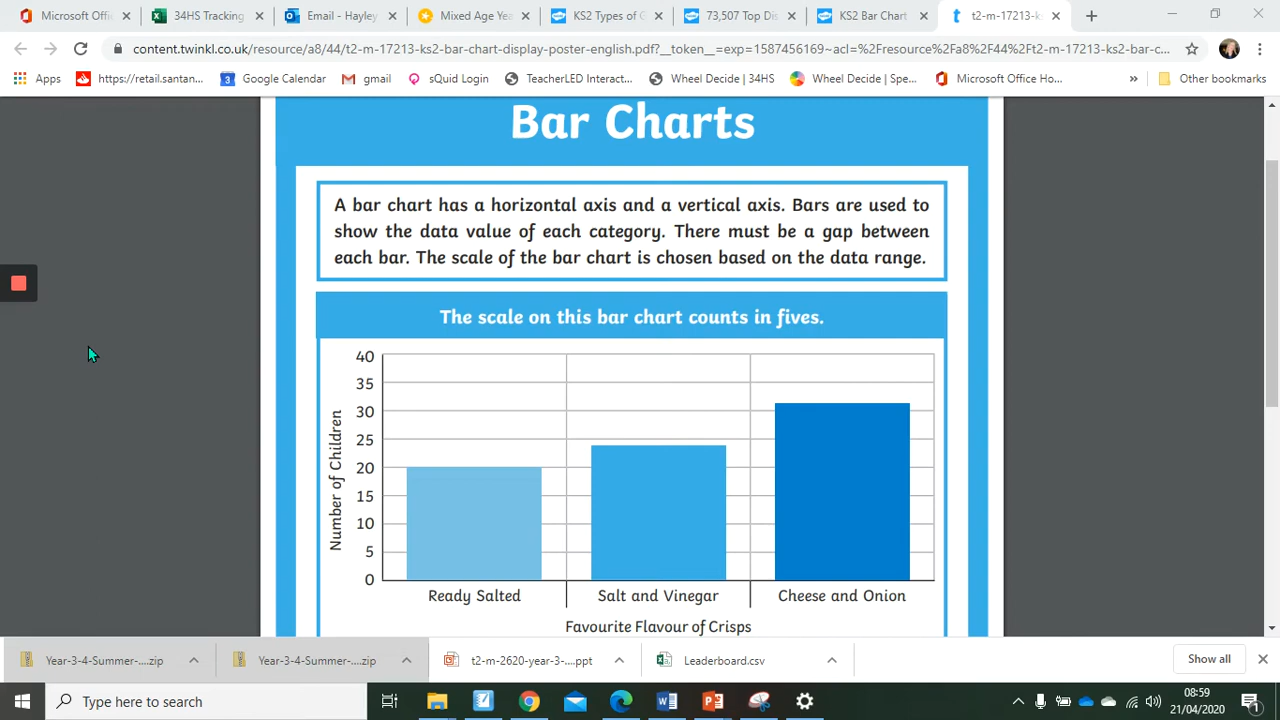 Microsoft Offic
34HS Tracking
Email - Hayley
Mixed Age Yea
KS2 Types of G
73,507 Top Dis
KS2 Bar Chart
t2-m-17213-ks
content.twinkl.co.uk/resource/a8/44/t2-m-17213-ks2-bar-chart-display-poster-english.pdf?__token__=exp=1587456169~acl=%2Fresource%2Fa8%2F44%2Ft2-m-17213-ks2-bar-c...
Apps
https://retail.santan...
Google Calendar
gmail
sQuid Login
TeacherLED Interact...
Wheel Decide | 34HS
Wheel Decide | Spe...
Microsoft Office Ho...
»
Other bookmarks
Bar Charts
A bar chart has a horizontal axis and a vertical axis. Bars are used to
show the data value of each category. There must be a gap between
each bar. The scale of the bar chart is chosen based on the data range.
The scale on this bar chart counts in fives.
Number of Children
40
35
30
25
20
15
10
5
0
Ready Salted
Salt and Vinegar
Cheese and Onion
Favourite Flavour of Crisps
Year-3-4-Summer-....zip
Year-3-4-Summer-....zip
t2-m-2620-year-3-....ppt
Leaderboard.csv
Show all
Type here to search
08:59
21/04/2020